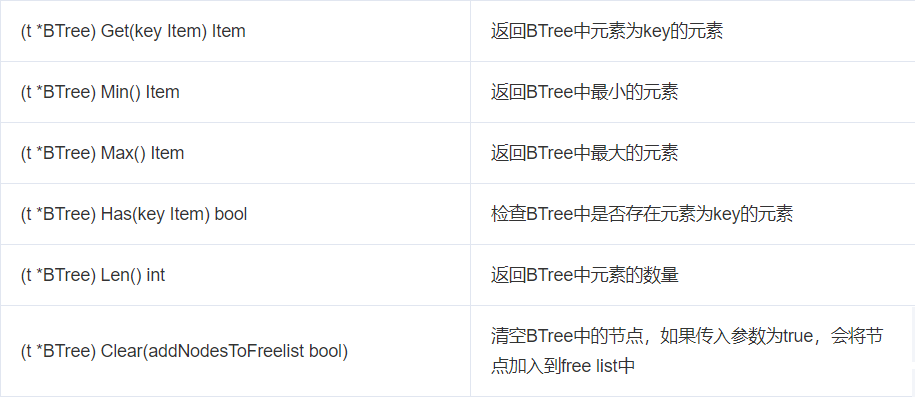 (t *BTree) Get(key Item) Item
返回BTree中元素为key的元素
(t *BTree) Min() Item
返回BTree中最小的元素
(t *BTree) Max() Item
返回BTree中最大的元素
(t *BTree) Has(key Item) bool
检查BTree中是否存在元素为key的元素
(t *BTree) Len() int
返回BTree中元素的数量
(t *BTree) Clear(addNodesToFreelist bool)
清空BTree中的节点，如果传入参数为true，会将节
点加入到free list中